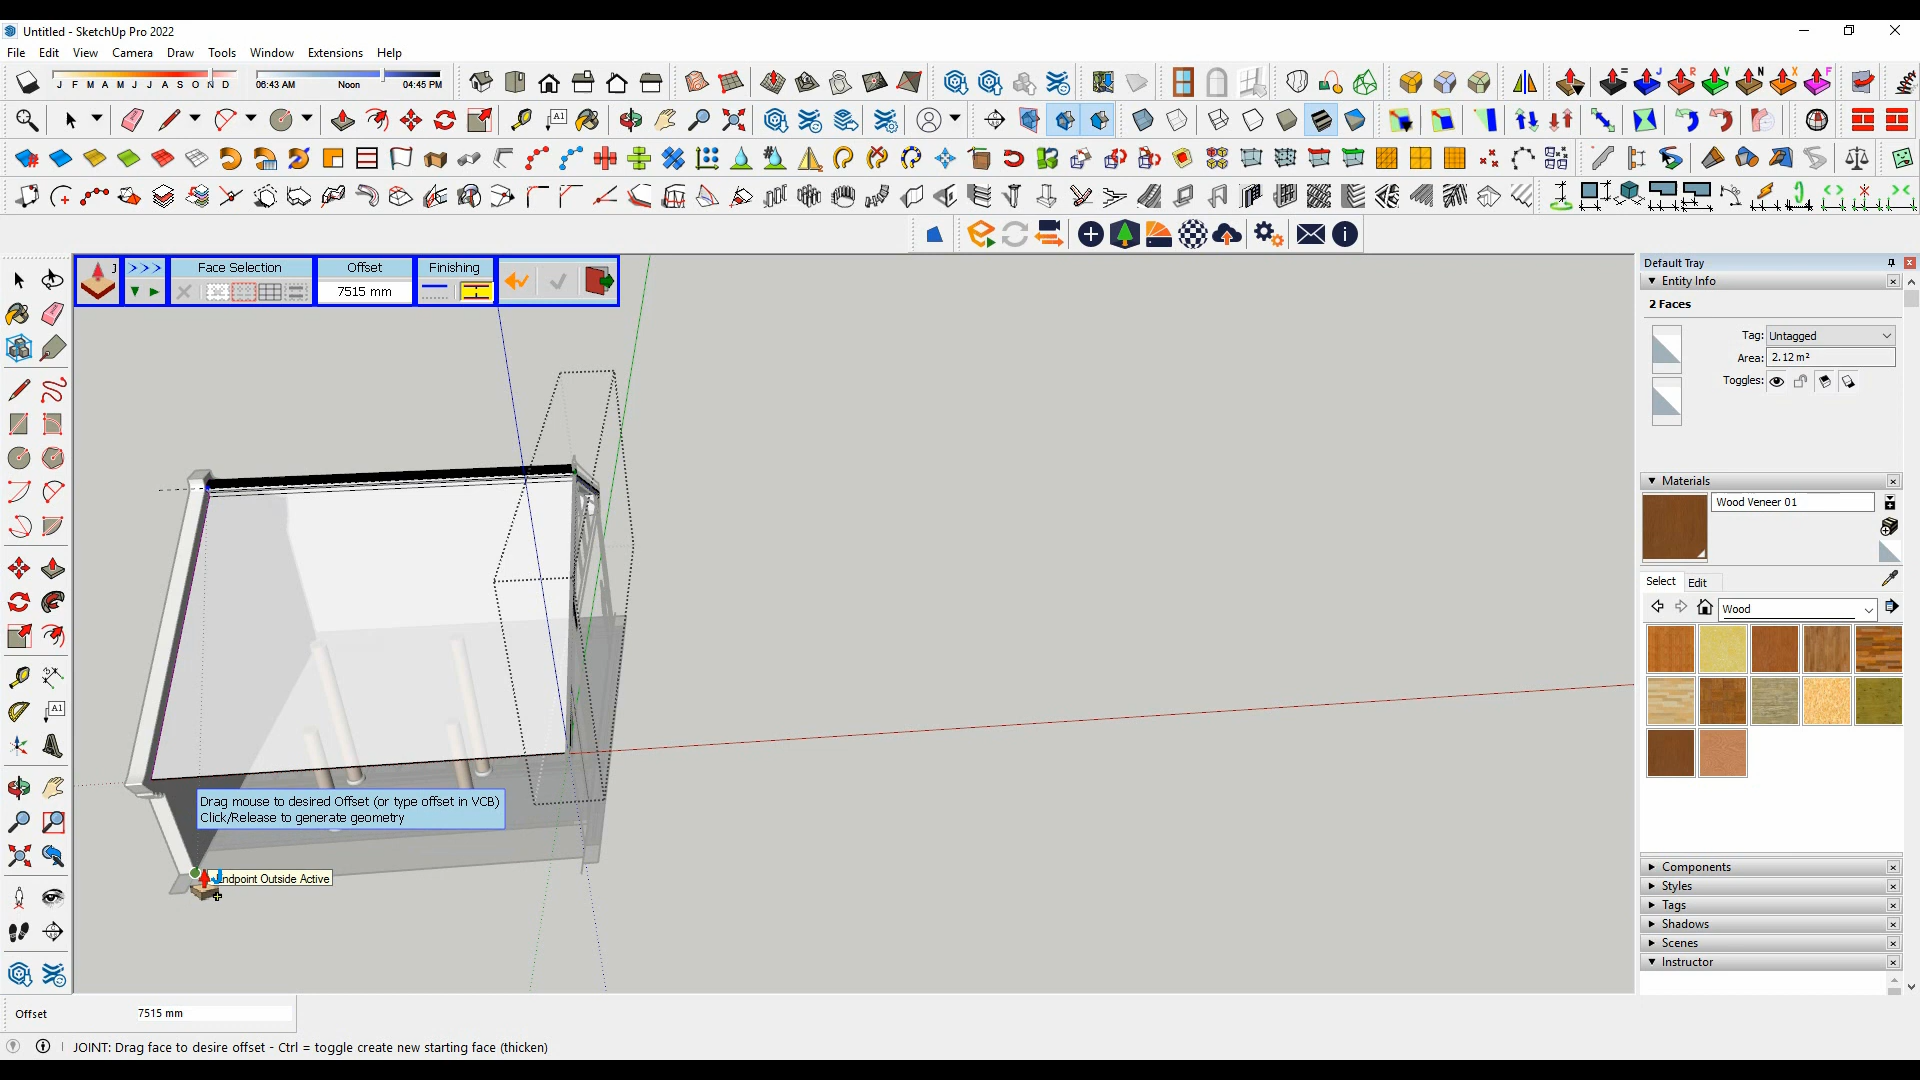 Untitled - SketchUp Pro 2022
File Edit View Camera Draw Tools Window Extensions Help
J F M A M J J A S O N D 06:43 AM Noon 04:45 PM
= J R V N X F
A1
J >>> Face Selection Offset Finishing
7515 mm
Default Tray
Entity Info
2 Faces
Tag: Untagged
Area: 2.12 m²
Toggles:
Materials
Wood Veneer 01
Select Edit
Wood
A1
Drag mouse to desired Offset (or type offset in VCB)
Click/Release to generate geometry
Endpoint Outside Active
Components
Styles
Tags
Shadows
Scenes
Instructor
Offset 7515 mm
JOINT: Drag face to desire offset - Ctrl = toggle create new starting face (thicken)